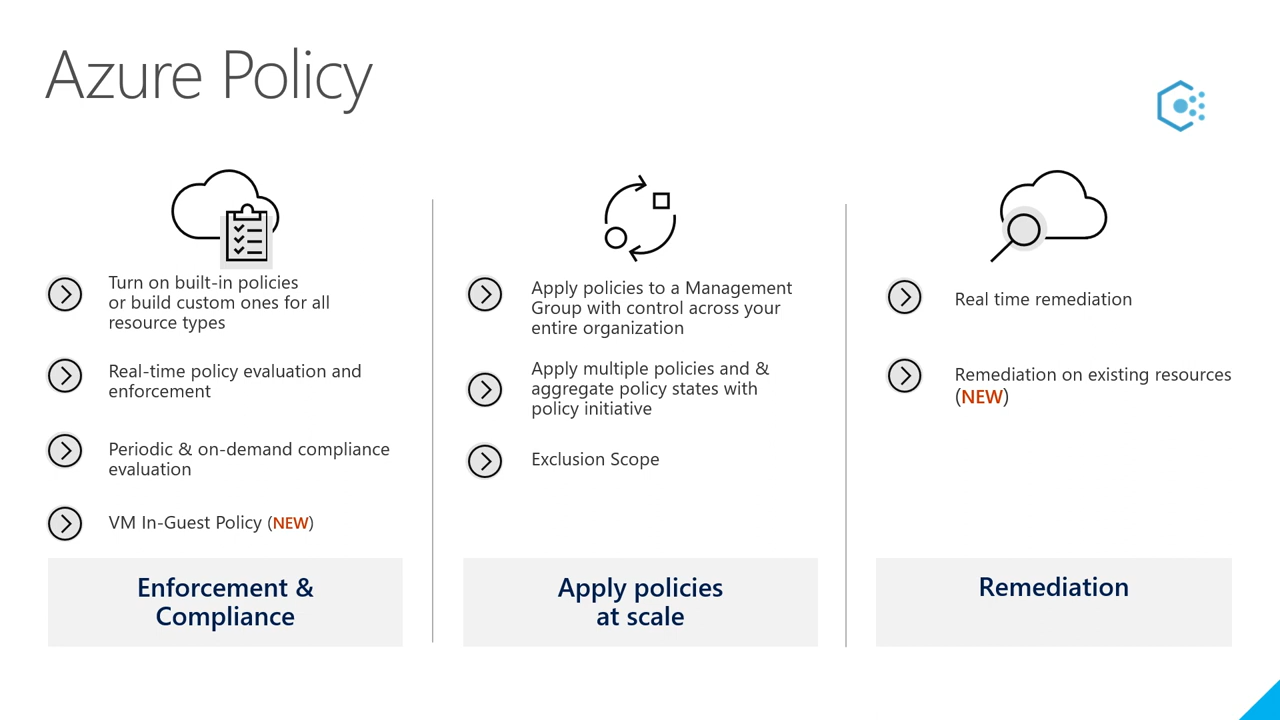 Azure Policy
Turn on built-in policies
or build custom ones for all
resource types
Real-time policy evaluation and
enforcement
Periodic & on-demand compliance
evaluation
VM In-Guest Policy (NEW)
Enforcement &
Compliance
Apply policies to a Management
Group with control across your
entire organization
Apply multiple policies and &
aggregate policy states with
policy initiative
Exclusion Scope
Apply policies
at scale
Real time remediation
Remediation on existing resources
(NEW)
Remediation